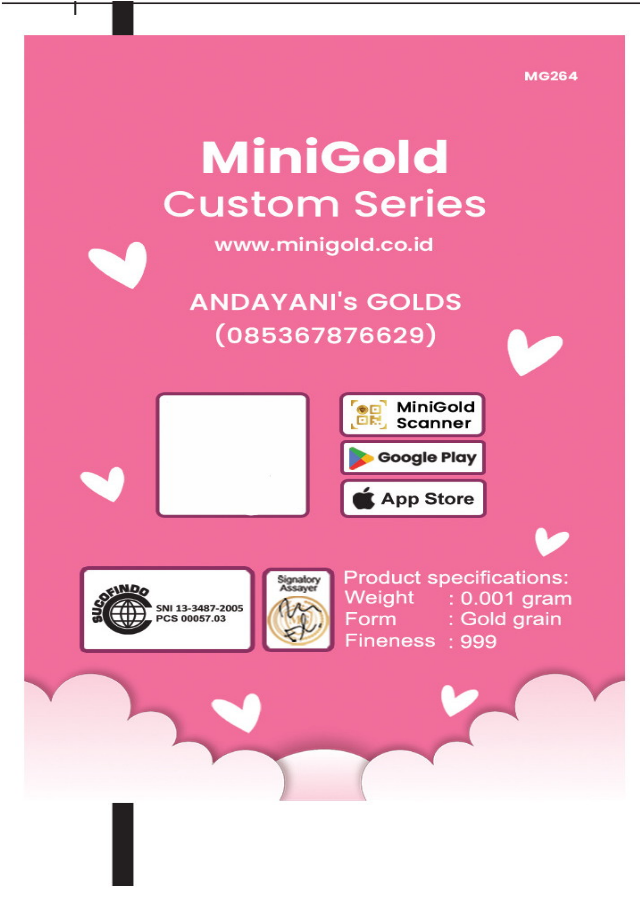 MG264
MiniGold
Custom Series
www.minigold.co.id
ANDAYANI's GOLDS
(085367876629)
MiniGold
Scanner
Google Play
App Store
SUCOFINDO
SNI 13-3487-2005
PCS 00057.03
Signatory
Assayer
Product specifications:
Weight : 0.001 gram
Form : Gold grain
Fineness : 999